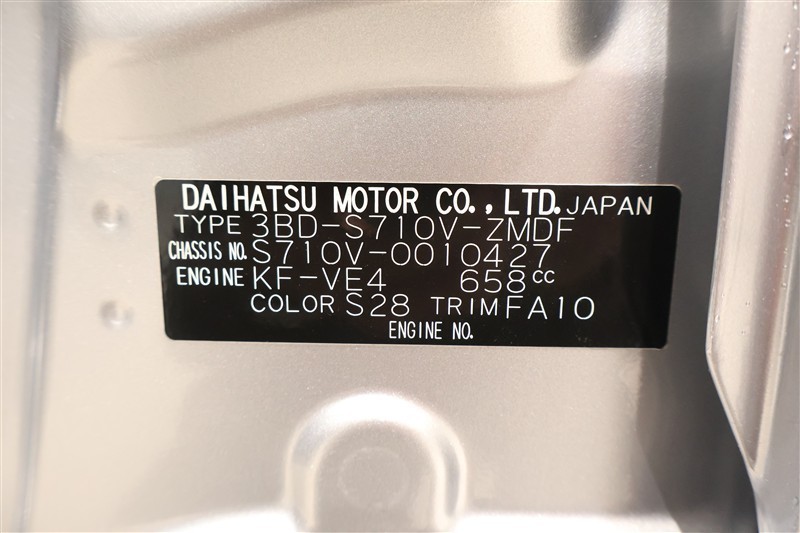 DAIHATSU MOTOR CO.,LTD. JAPAN
TYPE 3BD-S710V-ZMDF
CHASSIS NO. S710V-0010427
ENGINE KF-VE4 658cc
COLOR S28 TRIM FA10
ENGINE NO.